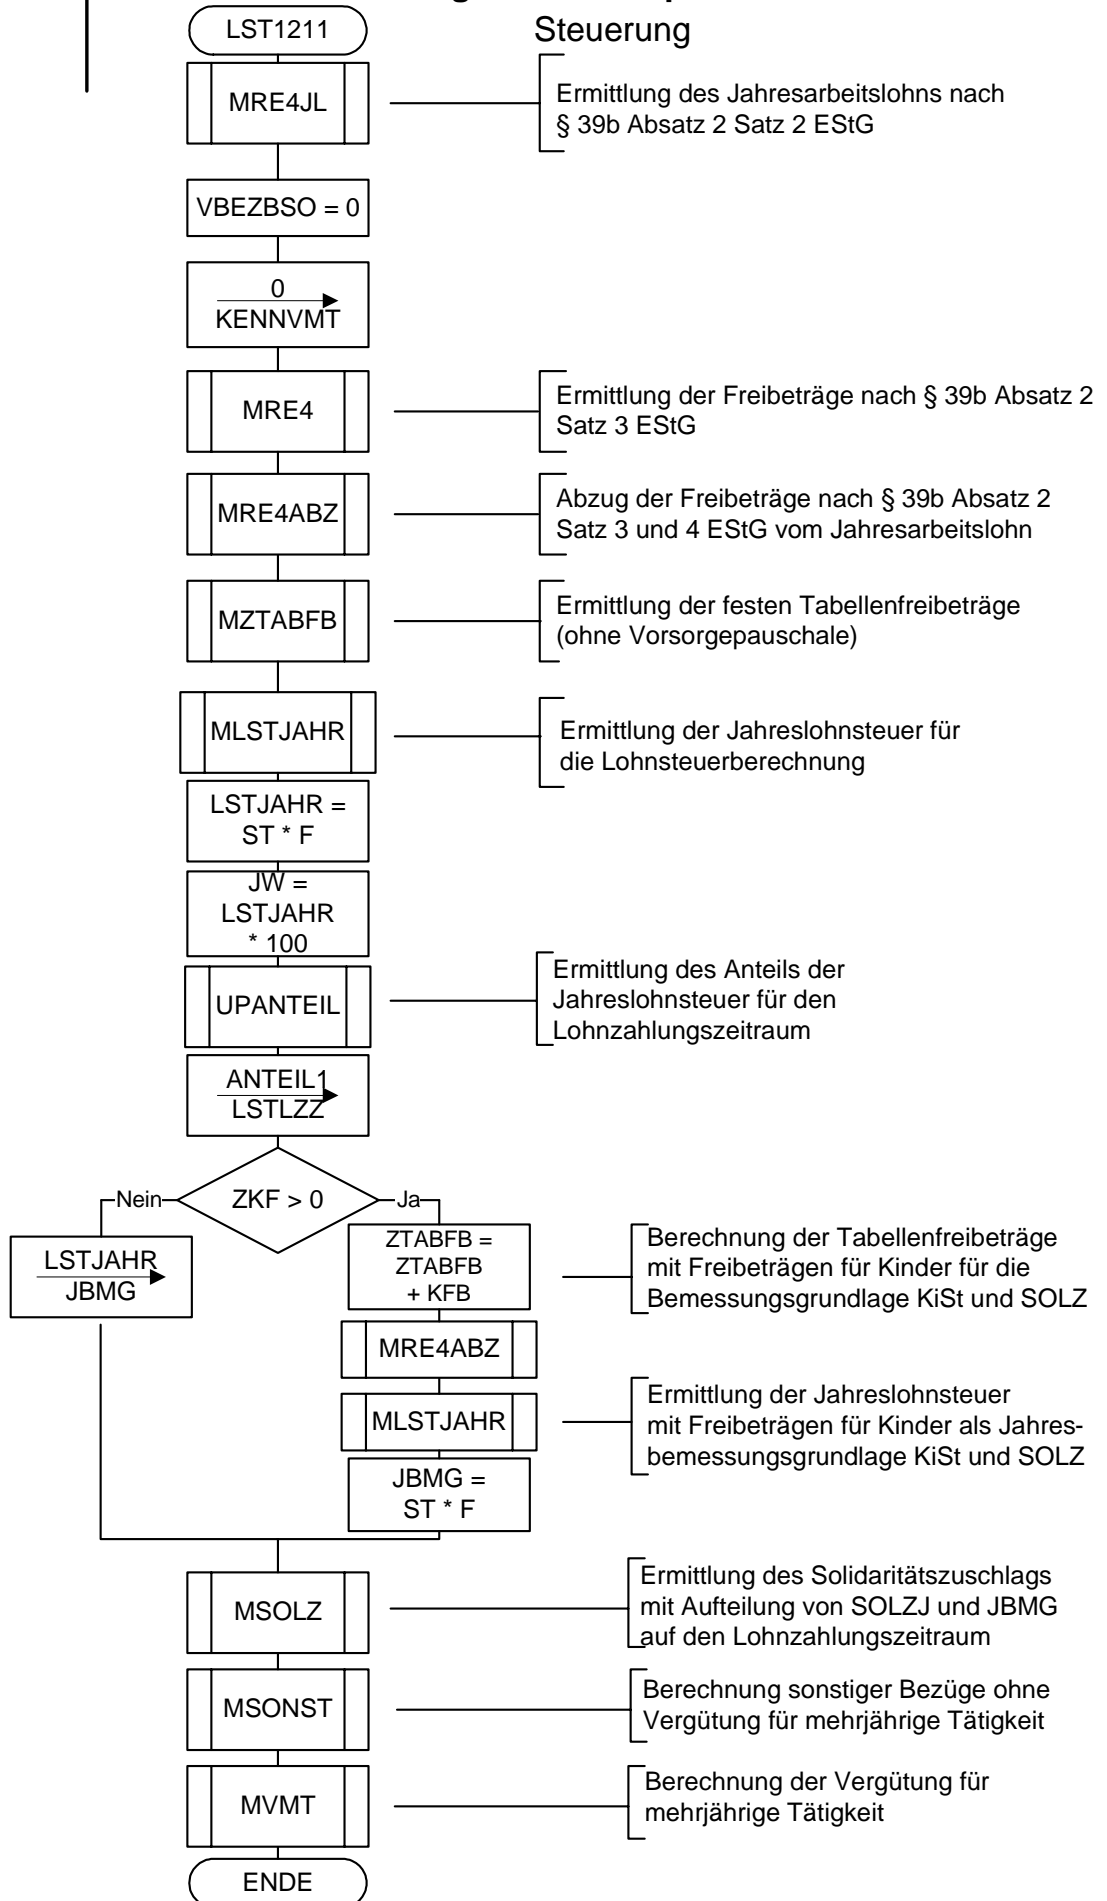 LST1211
Steuerung
MRE4JL
Ermittlung des Jahresarbeitslohns nach
§ 39b Absatz 2 Satz 2 EStG
VBEZBSO = 0
0
KENNVMT
MRE4
Ermittlung der Freibeträge nach § 39b Absatz 2
Satz 3 EStG
MRE4ABZ
Abzug der Freibeträge nach § 39b Absatz 2
Satz 3 und 4 EStG vom Jahresarbeitslohn
MZTABFB
Ermittlung der festen Tabellenfreibeträge
(ohne Vorsorgepauschale)
MLSTJAHR
Ermittlung der Jahreslohnsteuer für
die Lohnsteuerberechnung
LSTJAHR =
ST * F
JW =
LSTJAHR
* 100
UPANTEIL
Ermittlung des Anteils der
Jahreslohnsteuer für den
Lohnzahlungszeitraum
ANTEIL1
LSTLZZ
ZKF > 0
Nein
Ja
LSTJAHR
JBMG
ZTABFB =
ZTABFB
+ KFB
Berechnung der Tabellenfreibeträge
mit Freibeträgen für Kinder für die
Bemessungsgrundlage KiSt und SOLZ
MRE4ABZ
MLSTJAHR
Ermittlung der Jahreslohnsteuer
mit Freibeträgen für Kinder als Jahres-
bemessungsgrundlage KiSt und SOLZ
JBMG =
ST * F
MSOLZ
Ermittlung des Solidaritätszuschlags
mit Aufteilung von SOLZJ und JBMG
auf den Lohnzahlungszeitraum
MSONST
Berechnung sonstiger Bezüge ohne
Vergütung für mehrjährige Tätigkeit
MVMT
Berechnung der Vergütung für
mehrjährige Tätigkeit
ENDE